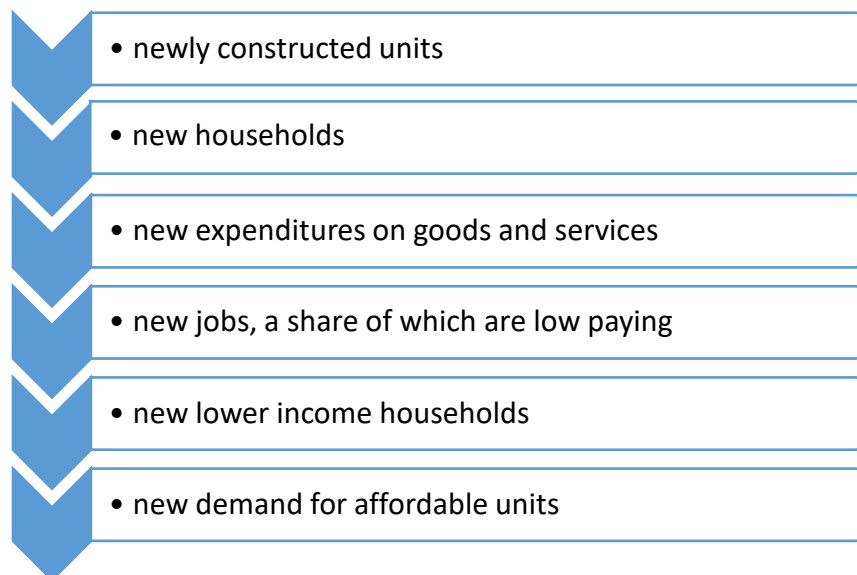 • newly constructed units
• new households
• new expenditures on goods and services
• new jobs, a share of which are low paying
• new lower income households
• new demand for affordable units